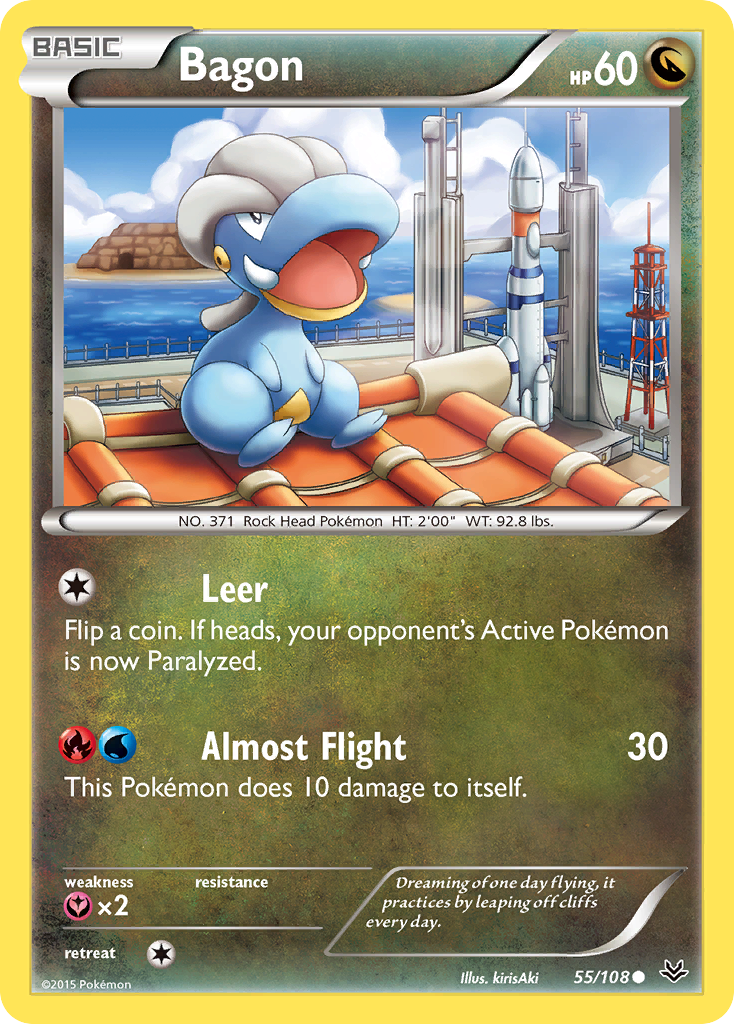 BASIC
Bagon
HP 60
NO. 371 Rock Head Pokémon HT: 2'00" WT: 92.8 lbs.
Leer
Flip a coin. If heads, your opponent's Active Pokémon
is now Paralyzed.
Almost Flight 30
This Pokémon does 10 damage to itself.
weakness resistance
×2
retreat
Dreaming of one day flying, it
practices by leaping off cliffs
every day.
©2015 Pokémon
Illus. kirisAki 55/108